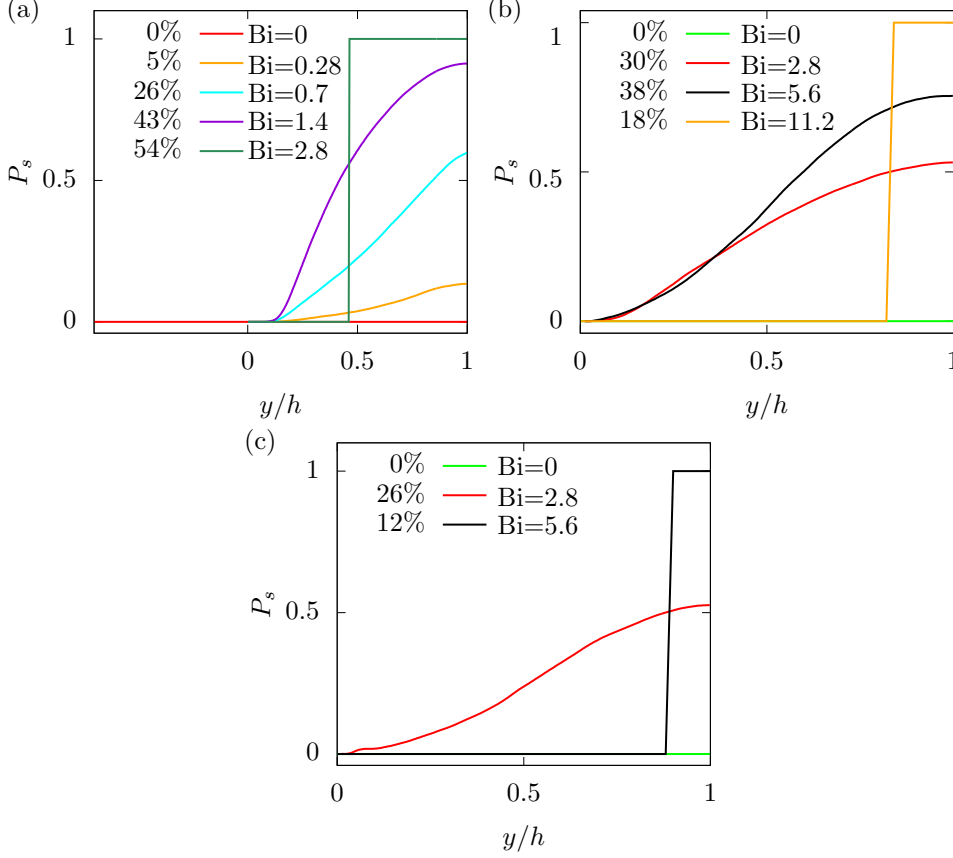 (a)
0% Bi=0
5% Bi=0.28
26% Bi=0.7
43% Bi=1.4
54% Bi=2.8
1
0.5
0
P_s
0 0.5 1
y/h
(b)
0% Bi=0
30% Bi=2.8
38% Bi=5.6
18% Bi=11.2
1
0.5
0
P_s
0 0.5 1
y/h
(c)
0% Bi=0
26% Bi=2.8
12% Bi=5.6
1
0.5
0
P_s
0 0.5 1
y/h